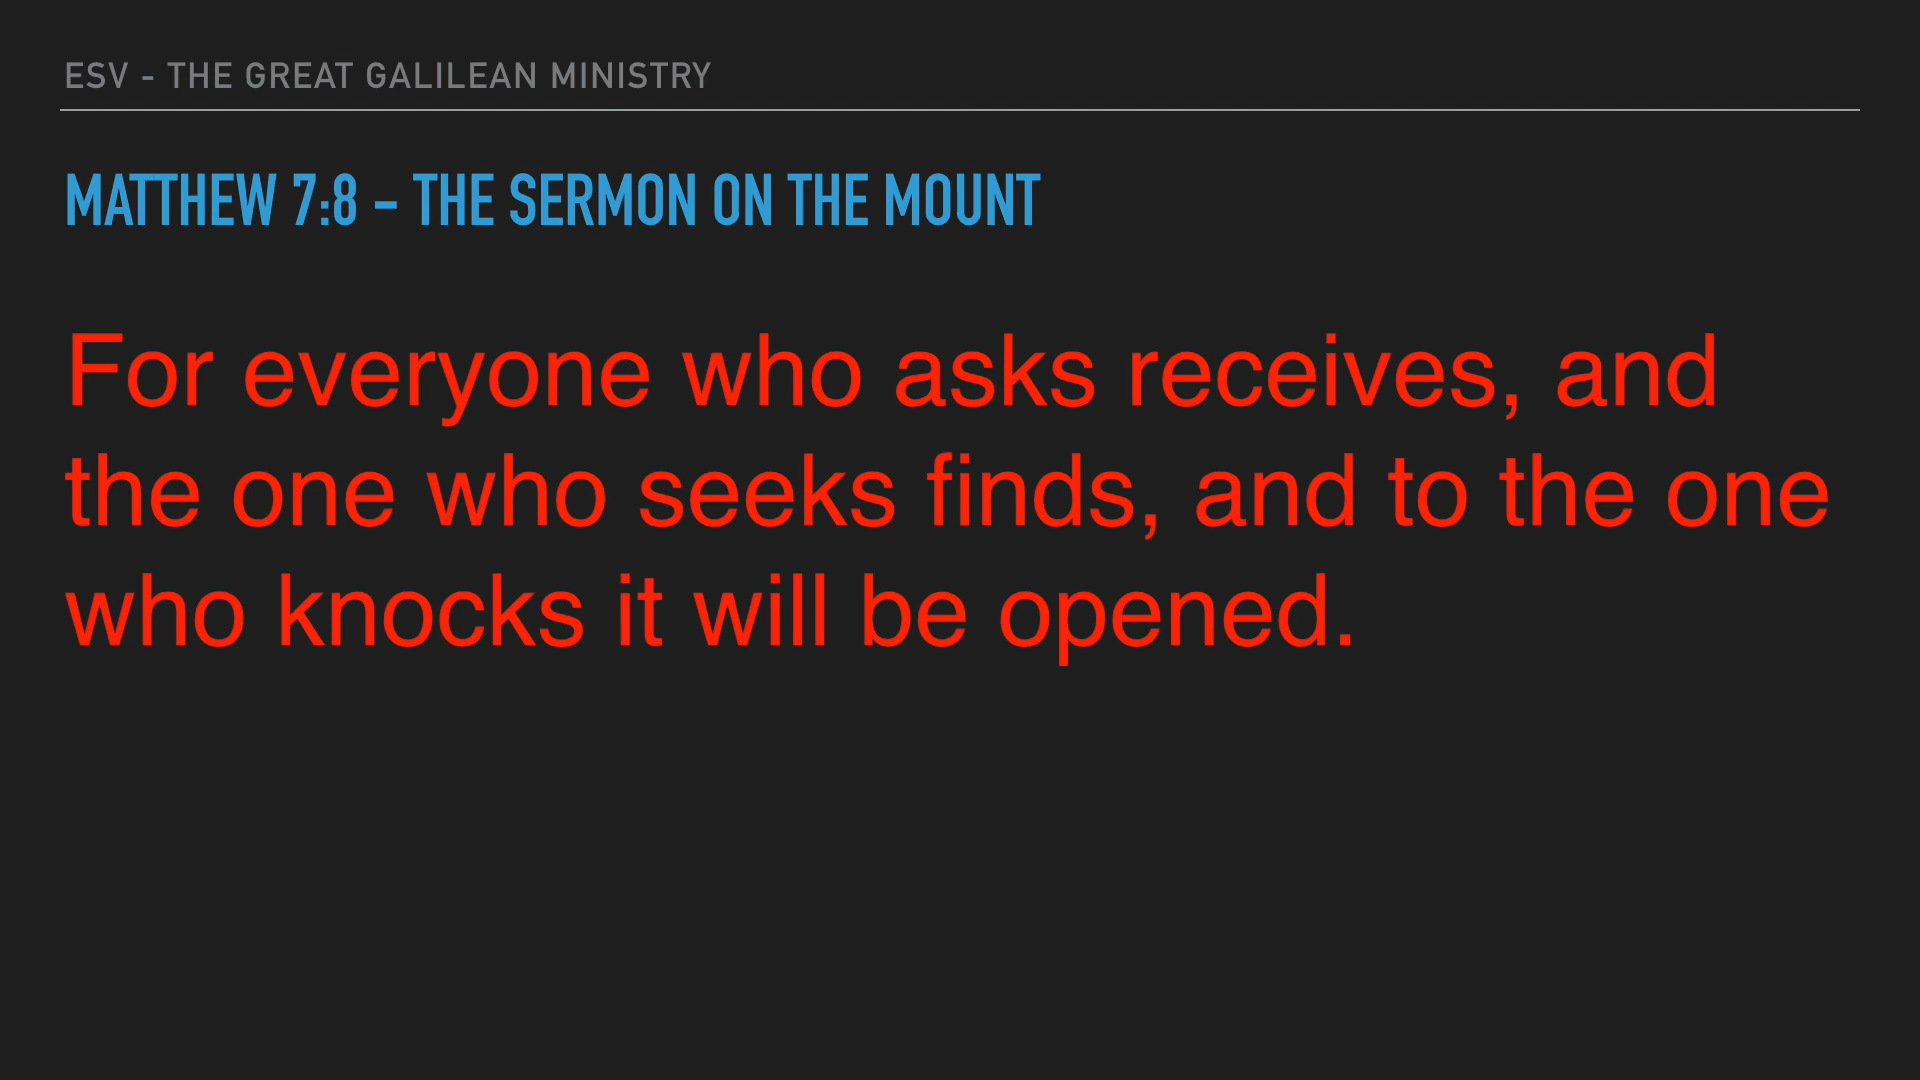 ESV - THE GREAT GALILEAN MINISTRY
MATTHEW 7:8 - THE SERMON ON THE MOUNT
For everyone who asks receives, and
the one who seeks finds, and to the one
who knocks it will be opened.